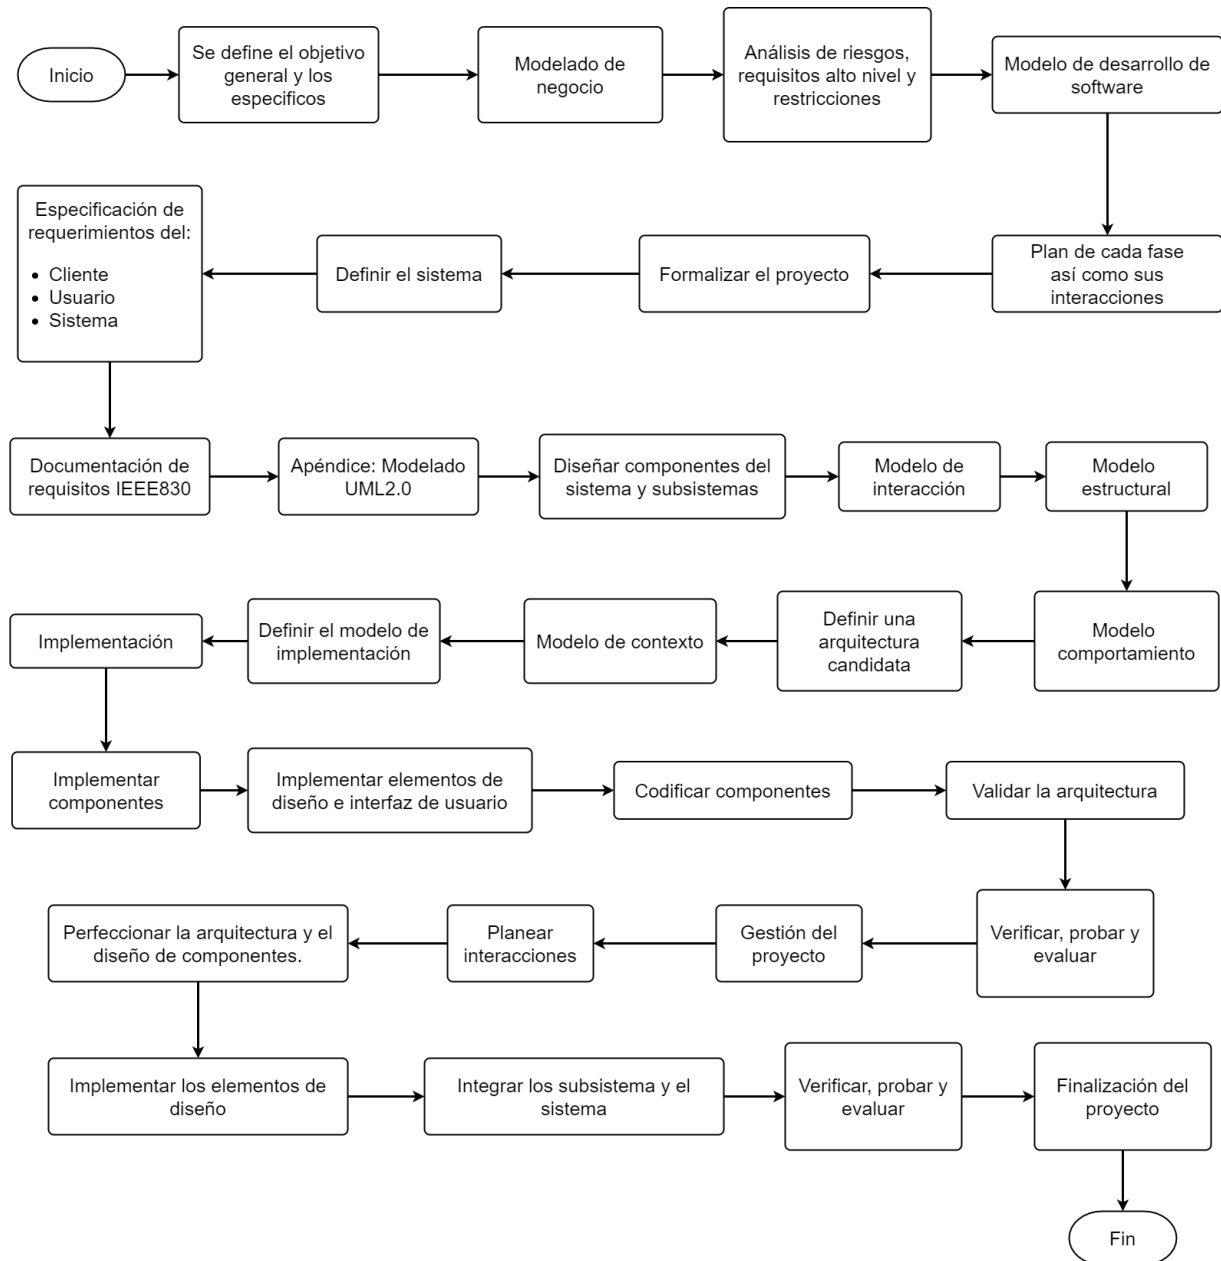 Inicio
Se define el objetivo
general y los
especificos
Modelado de
negocio
Análisis de riesgos,
requisitos alto nivel y
restricciones
Modelo de desarrollo de
software
Plan de cada fase
así como sus
interacciones
Formalizar el proyecto
Definir el sistema
Especificación de
requerimientos del:
• Cliente
• Usuario
• Sistema
Documentación de
requisitos IEEE830
Apéndice: Modelado
UML2.0
Diseñar componentes del
sistema y subsistemas
Modelo de
interacción
Modelo
estructural
Modelo
comportamiento
Definir una
arquitectura
candidata
Modelo de contexto
Definir el modelo de
implementación
Implementación
Implementar
componentes
Implementar elementos de
diseño e interfaz de usuario
Codificar componentes
Validar la arquitectura
Verificar, probar y
evaluar
Gestión del
proyecto
Planear
interacciones
Perfeccionar la arquitectura y el
diseño de componentes.
Implementar los elementos de
diseño
Integrar los subsistema y el
sistema
Verificar, probar y
evaluar
Finalización del
proyecto
Fin